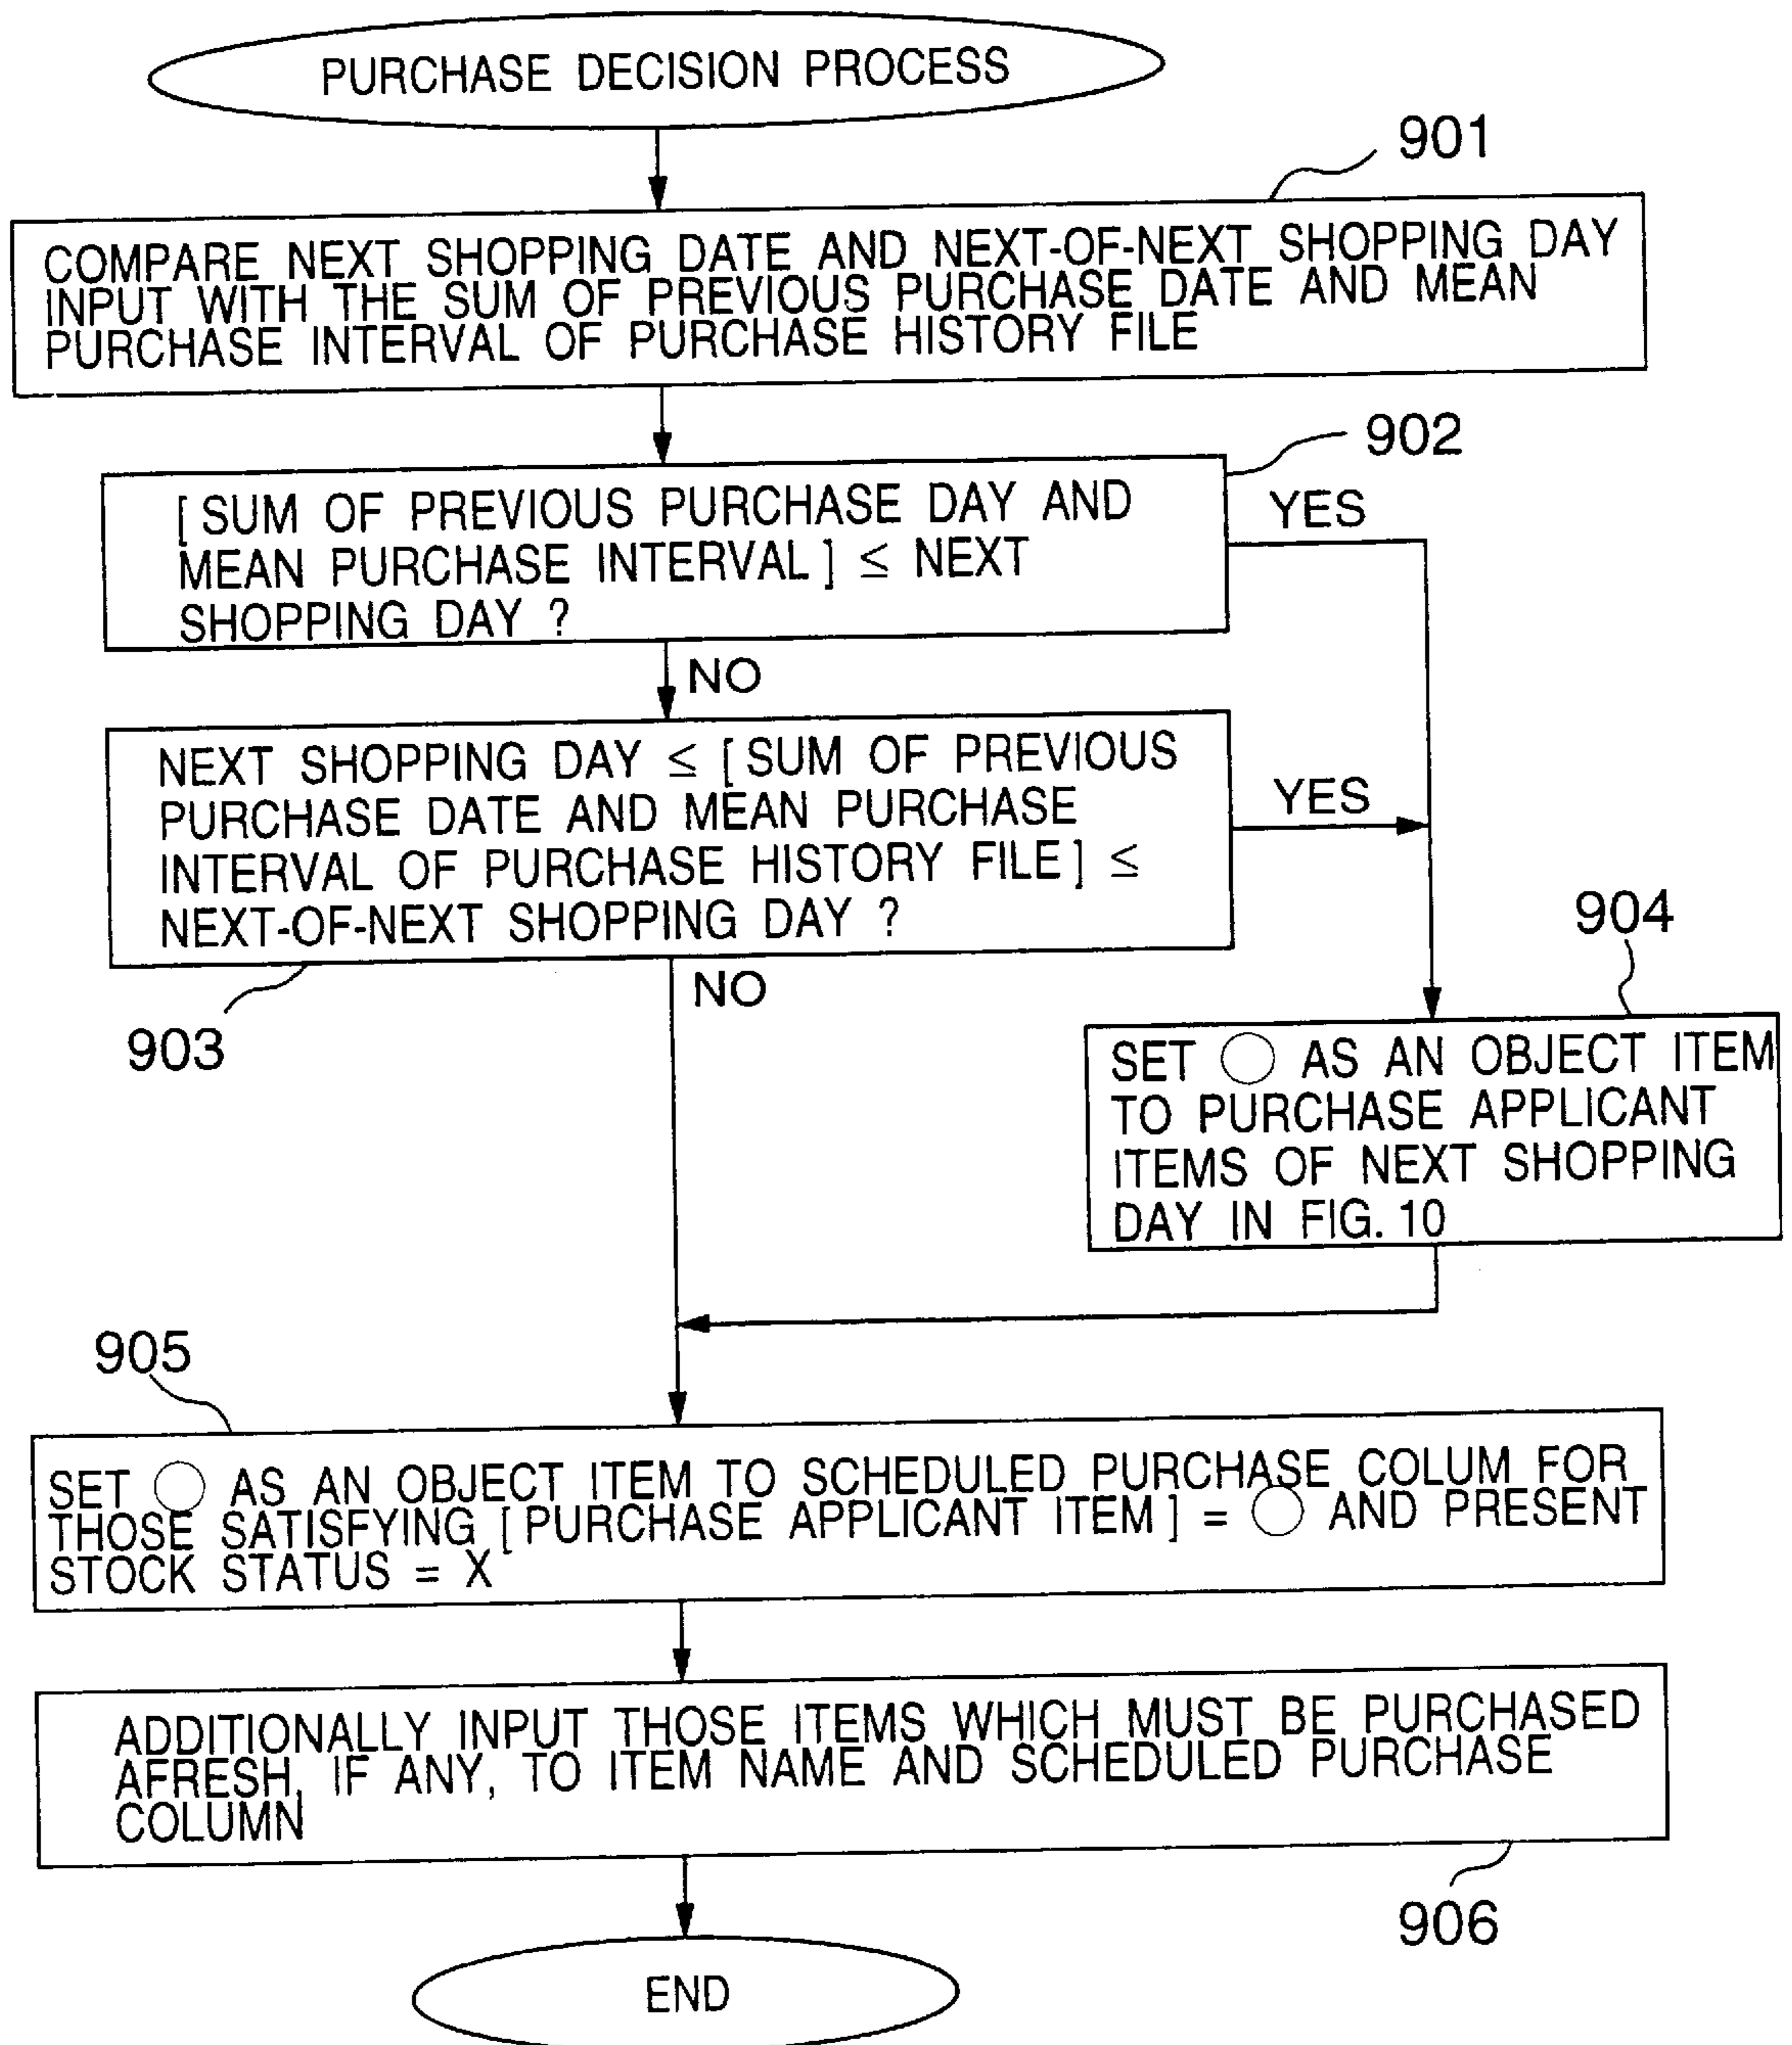 PURCHASE DECISION PROCESS
901
COMPARE NEXT SHOPPING DATE AND NEXT-OF-NEXT SHOPPING DAY
INPUT WITH THE SUM OF PREVIOUS PURCHASE DATE AND MEAN
PURCHASE INTERVAL OF PURCHASE HISTORY FILE
902
[SUM OF PREVIOUS PURCHASE DAY AND
MEAN PURCHASE INTERVAL] ≤ NEXT
SHOPPING DAY ?
YES
NO
NEXT SHOPPING DAY ≤ [SUM OF PREVIOUS
PURCHASE DATE AND MEAN PURCHASE
INTERVAL OF PURCHASE HISTORY FILE] ≤
NEXT-OF-NEXT SHOPPING DAY ?
YES
NO
903
904
SET ○ AS AN OBJECT ITEM
TO PURCHASE APPLICANT
ITEMS OF NEXT SHOPPING
DAY IN FIG. 10
905
SET ○ AS AN OBJECT ITEM TO SCHEDULED PURCHASE COLUM FOR
THOSE SATISFYING [PURCHASE APPLICANT ITEM] = ○ AND PRESENT
STOCK STATUS = X
ADDITIONALLY INPUT THOSE ITEMS WHICH MUST BE PURCHASED
AFRESH, IF ANY, TO ITEM NAME AND SCHEDULED PURCHASE
COLUMN
906
END